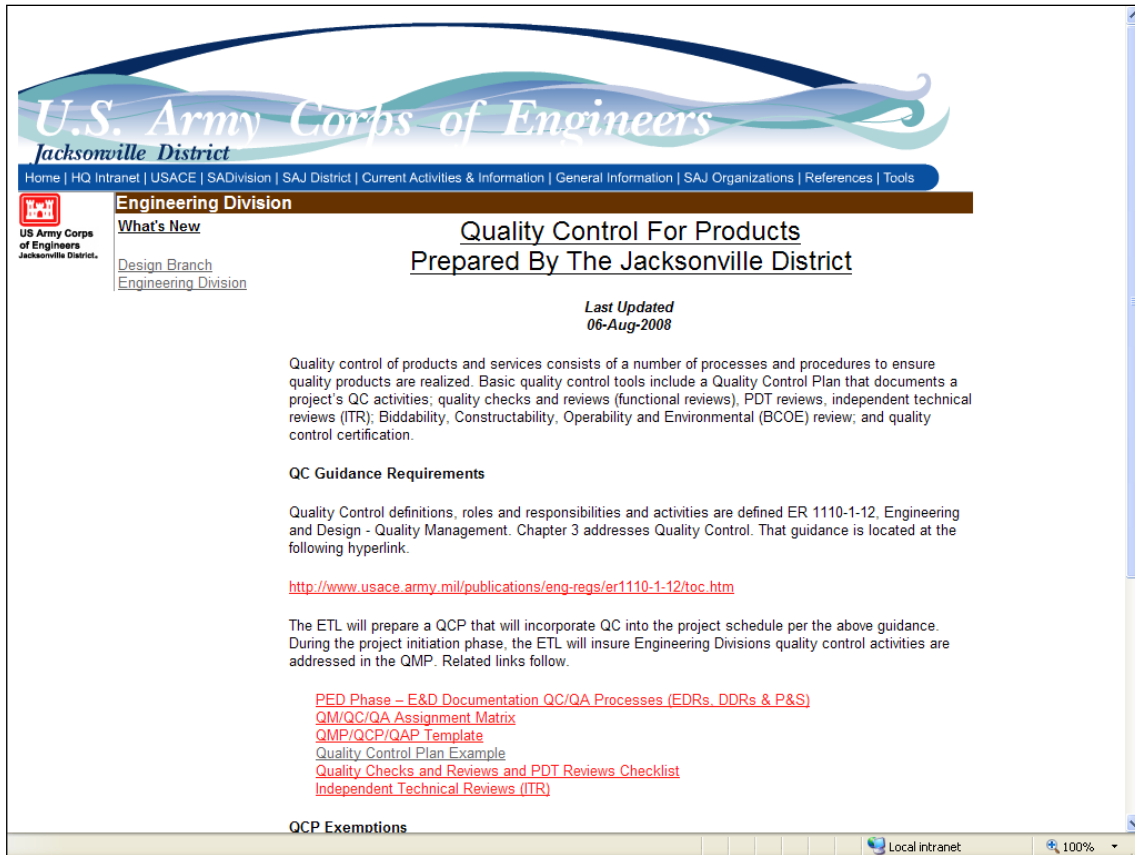 U.S. Army Corps of Engineers
Jacksonville District
Home | HQ Intranet | USACE | SADivision | SAJ District | Current Activities & Information | General Information | SAJ Organizations | References | Tools
US Army Corps
of Engineers
Jacksonville District.
Engineering Division
What's New
Design Branch
Engineering Division
Quality Control For Products
Prepared By The Jacksonville District
Last Updated
06-Aug-2008
Quality control of products and services consists of a number of processes and procedures to ensure
quality products are realized. Basic quality control tools include a Quality Control Plan that documents a
project's QC activities; quality checks and reviews (functional reviews), PDT reviews, independent technical
reviews (ITR); Biddability, Constructability, Operability and Environmental (BCOE) review; and quality
control certification.
QC Guidance Requirements
Quality Control definitions, roles and responsibilities and activities are defined ER 1110-1-12, Engineering
and Design - Quality Management. Chapter 3 addresses Quality Control. That guidance is located at the
following hyperlink.
http://www.usace.army.mil/publications/eng-regs/er1110-1-12/toc.htm
The ETL will prepare a QCP that will incorporate QC into the project schedule per the above guidance.
During the project initiation phase, the ETL will insure Engineering Divisions quality control activities are
addressed in the QMP. Related links follow.
PED Phase – E&D Documentation QC/QA Processes (EDRs, DDRs & P&S)
QM/QC/QA Assignment Matrix
QMP/QCP/QAP Template
Quality Control Plan Example
Quality Checks and Reviews and PDT Reviews Checklist
Independent Technical Reviews (ITR)
QCP Exemptions
Local intranet
100%